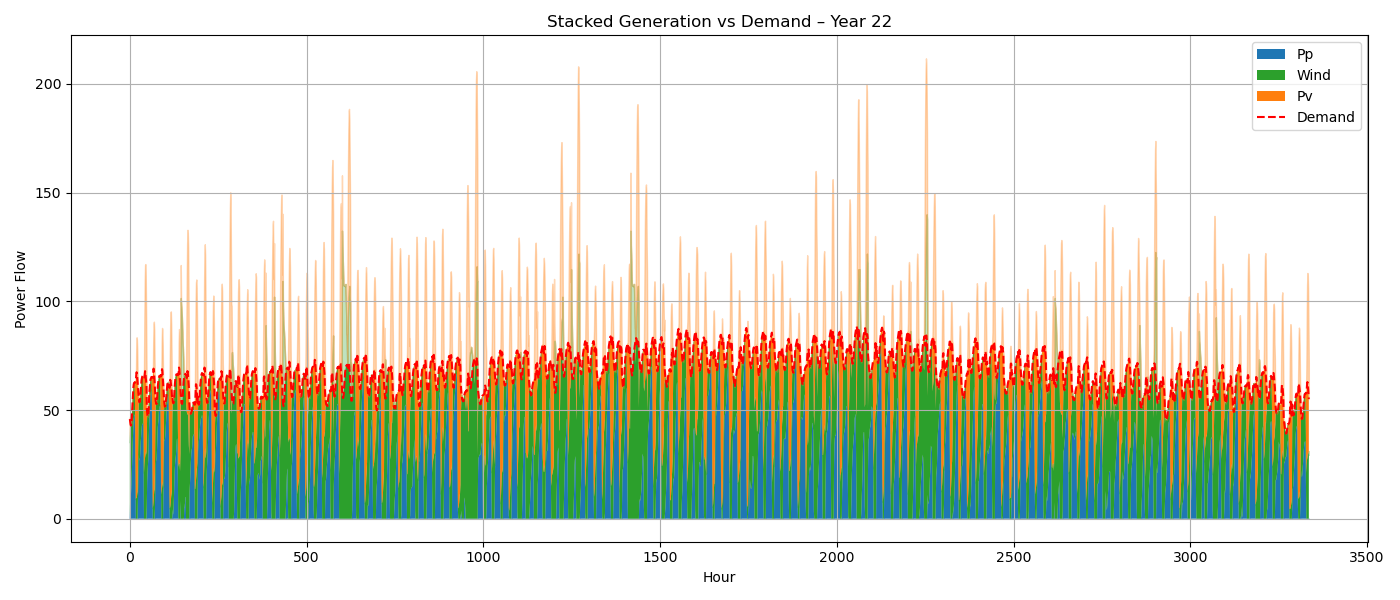 Stacked Generation vs Demand – Year 22
Pp
Wind
Pv
Demand
Power Flow
200
150
100
50
0
0 500 1000 1500 2000 2500 3000 3500
Hour